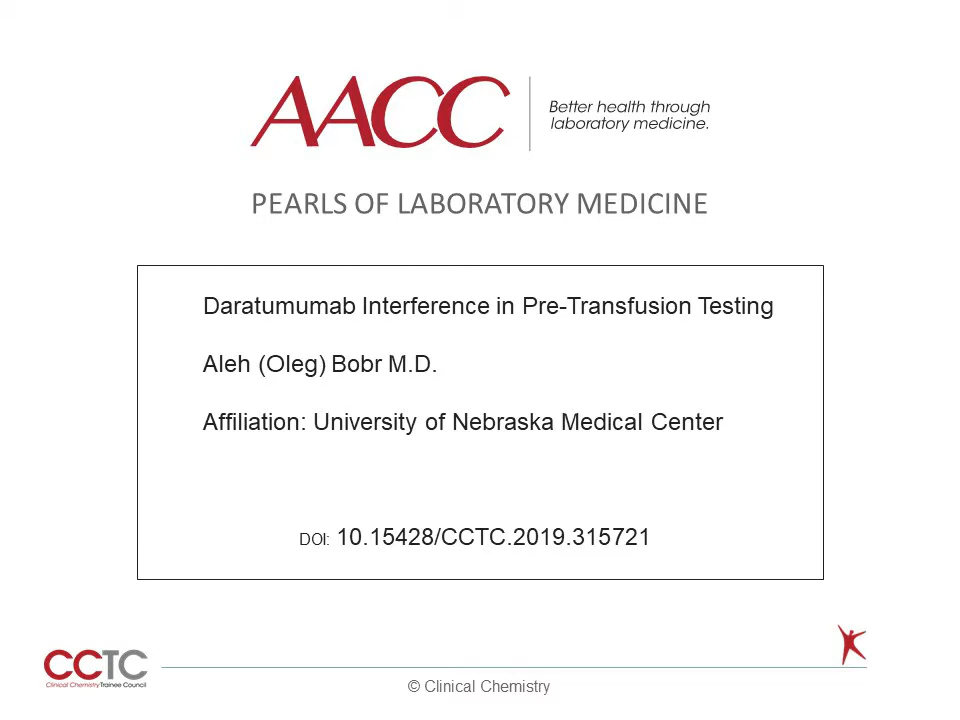 AACC
Better health through
laboratory medicine.
PEARLS OF LABORATORY MEDICINE
Daratumumab Interference in Pre-Transfusion Testing
Aleh (Oleg) Bobr M.D.
Affiliation: University of Nebraska Medical Center
DOI: 10.15428/CCTC.2019.315721
CCTC
Clinical Chemistry Trainee Council
© Clinical Chemistry